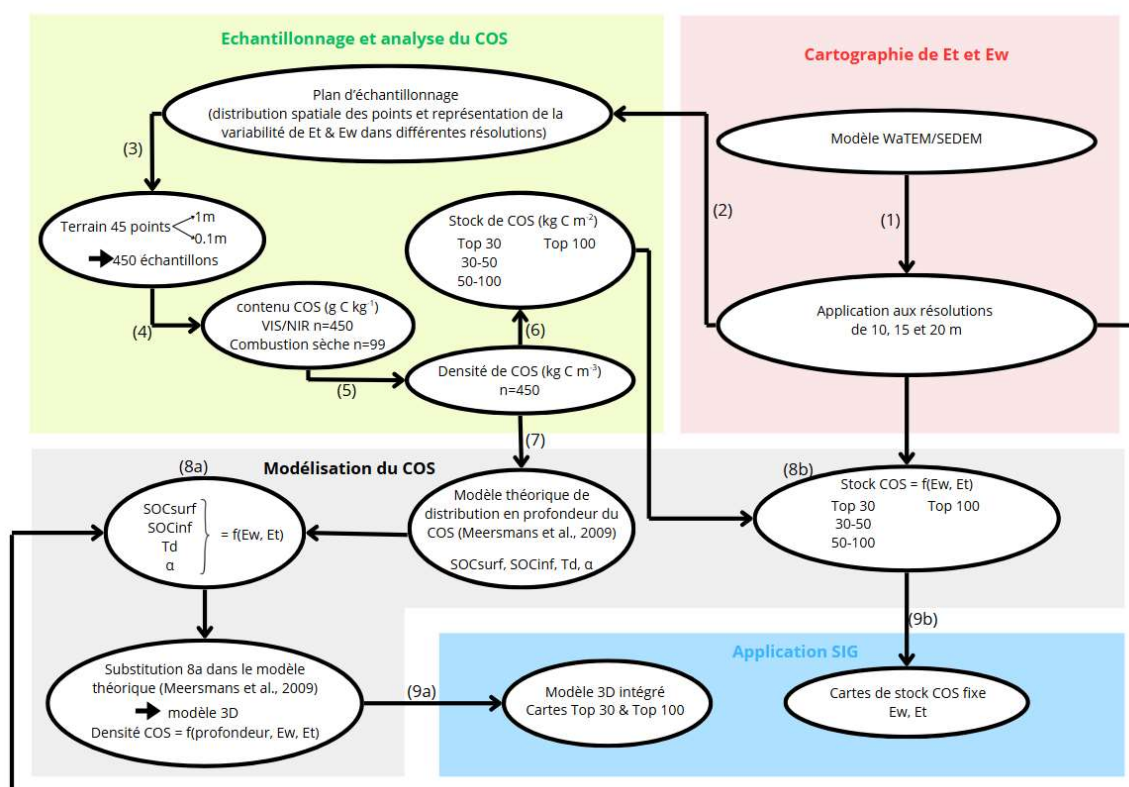 Echantillonnage et analyse du COS
Plan d’échantillonnage
(distribution spatiale des points et représentation de la
variabilité de Et & Ew dans différentes résolutions)
(3)
Terrain 45 points
1m
0.1m
450 échantillons
(4)
contenu COS (g C kg⁻¹)
VIS/NIR n=450
Combustion sèche n=99
(5)
Stock de COS (kg C m⁻²)
Top 30 Top 100
30-50
50-100
(6)
Densité de COS (kg C m⁻³)
n=450
(7)
Cartographie de Et et Ew
Modèle WaTEM/SEDEM
(2)
(1)
Application aux résolutions
de 10, 15 et 20 m
Modélisation du COS
(8a)
SOCsurf
SOCinf
Td
α
= f(Ew, Et)
Modèle théorique de
distribution en profondeur du
COS (Meersmans et al., 2009)
SOCsurf, SOCinf, Td, α
(8b)
Stock COS = f(Ew, Et)
Top 30 Top 100
30-50
50-100
Substitution 8a dans le modèle
théorique (Meersmans et al., 2009)
modèle 3D
Densité COS = f(profondeur, Ew, Et)
(9a)
(9b)
Application SIG
Modèle 3D intégré
Cartes Top 30 & Top 100
Cartes de stock COS fixe
Ew, Et